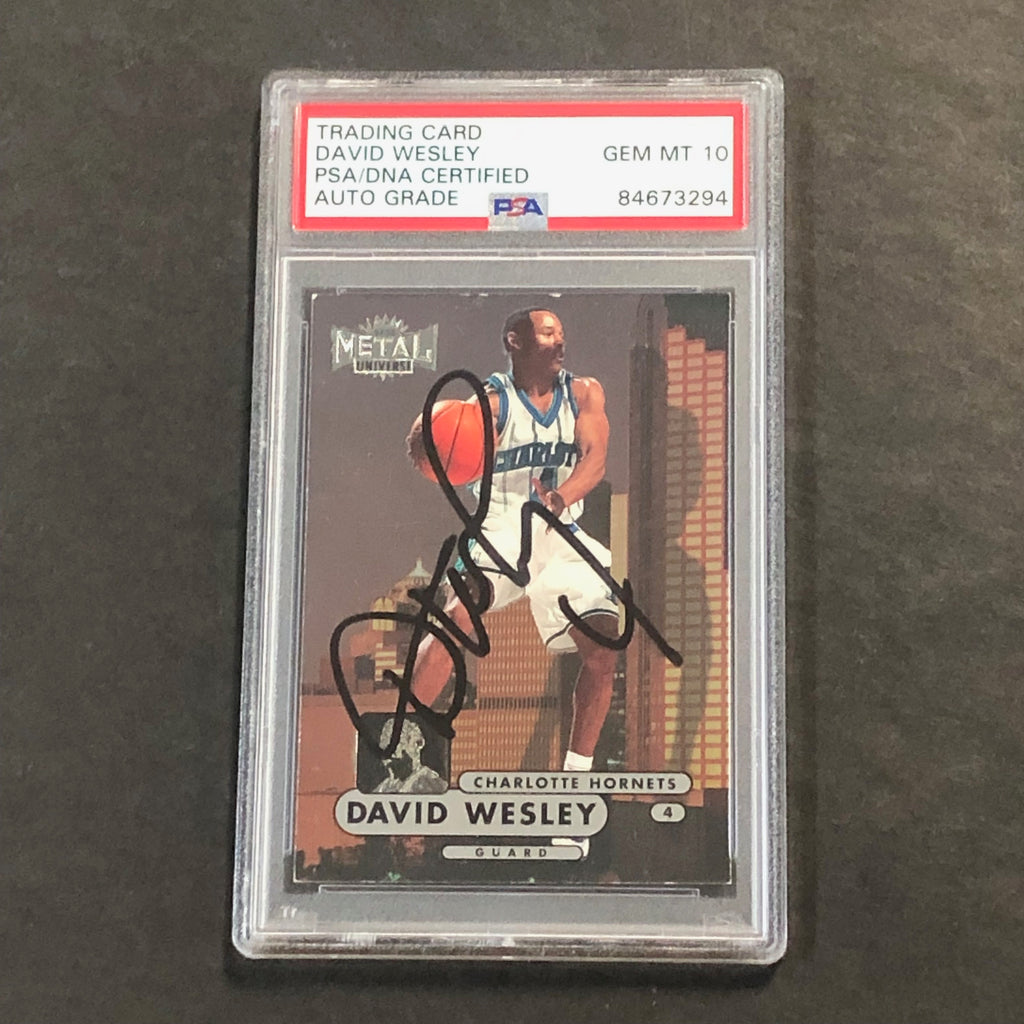 TRADING CARD
DAVID WESLEY
PSA/DNA CERTIFIED
AUTO GRADE
GEM MT 10
84673294
PSA
METAL
UNIVERSE
CHARLOTTE
4
CHARLOTTE HORNETS
DAVID WESLEY
4
GUARD